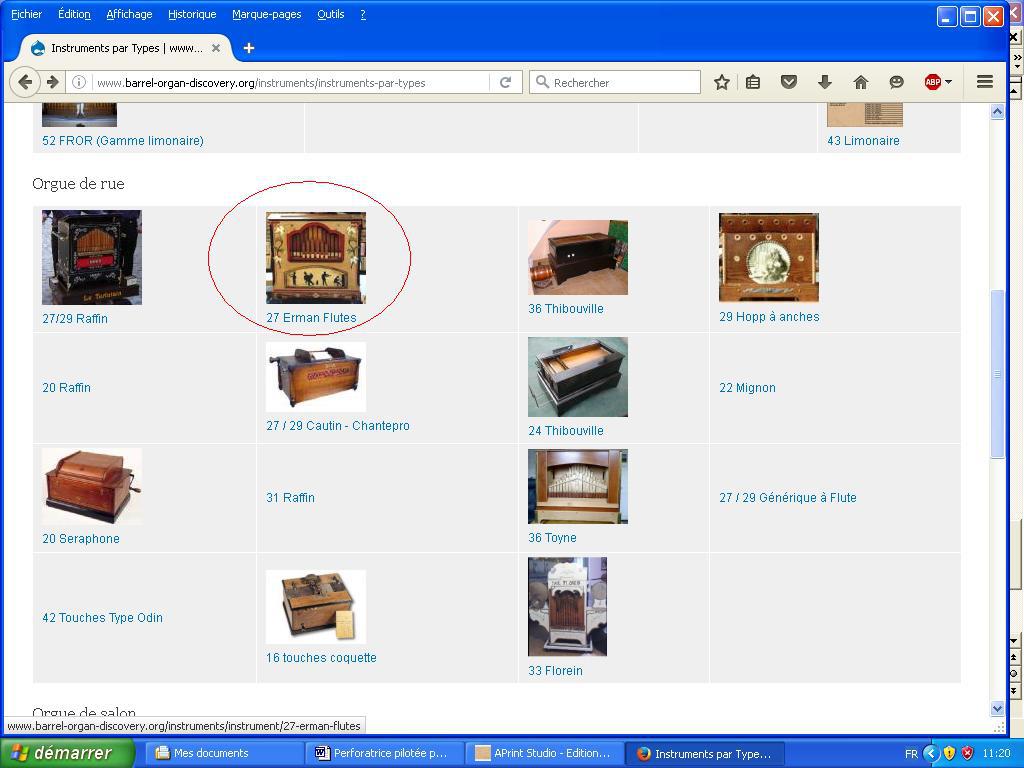 Fichier Édition Affichage Historique Marque-pages Outils ?
Instruments par Types | www...
www.barrel-organ-discovery.org/instruments/instruments-par-types
Rechercher
ABP
52 FROR (Gamme limonaire)
43 Limonaire
Orgue de rue
27/29 Raffin
27 Erman Flutes
36 Thibouville
29 Hopp à anches
20 Raffin
27 / 29 Cautin - Chantepro
24 Thibouville
22 Mignon
20 Seraphone
31 Raffin
36 Toyne
27 / 29 Générique à Flute
42 Touches Type Odin
16 touches coquette
33 Florein
Orgue de salon
www.barrel-organ-discovery.org/instruments/instrument/27-erman-flutes
démarrer
Mes documents
Perforatrice pilotée p...
APrint Studio - Edition...
Instruments par Type...
FR
11:20